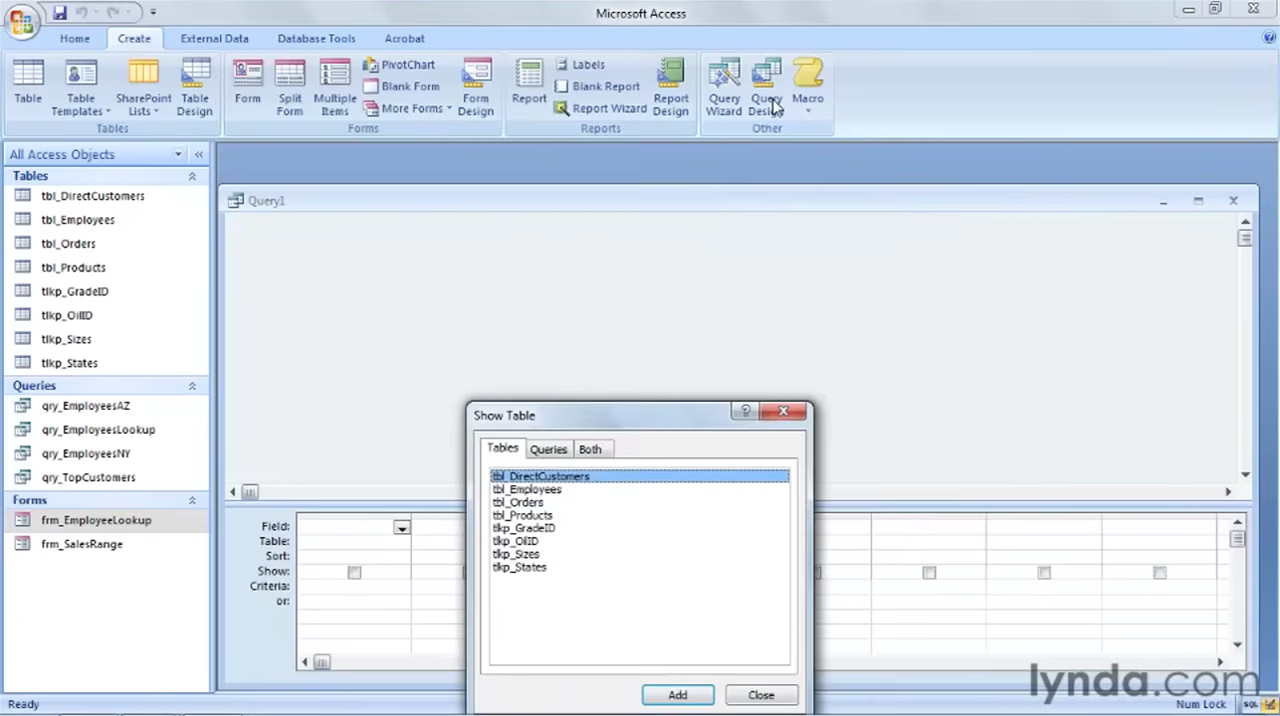 Microsoft Access
Home Create External Data Database Tools Acrobat
Table
Table Templates
SharePoint Lists
Table Design
Tables
Form
Split Form
Multiple Items
PivotChart
Blank Form
More Forms
Form Design
Forms
Report
Labels
Blank Report
Report Wizard
Report Design
Reports
Query Wizard
Query Design
Macro
Other
All Access Objects
Tables
tbl_DirectCustomers
tbl_Employees
tbl_Orders
tbl_Products
tlkp_GradeID
tlkp_OilID
tlkp_Sizes
tlkp_States
Queries
qry_EmployeesAZ
qry_EmployeesLookup
qry_EmployeesNY
qry_TopCustomers
Forms
frm_EmployeeLookup
frm_SalesRange
Query1
Show Table
Tables Queries Both
tbl_DirectCustomers
tbl_Employees
tbl_Orders
tbl_Products
tlkp_GradeID
tlkp_OilID
tlkp_Sizes
tlkp_States
Add Close
Field:
Table:
Sort:
Show:
Criteria:
or:
lynda.com
Ready
Num Lock
SQL